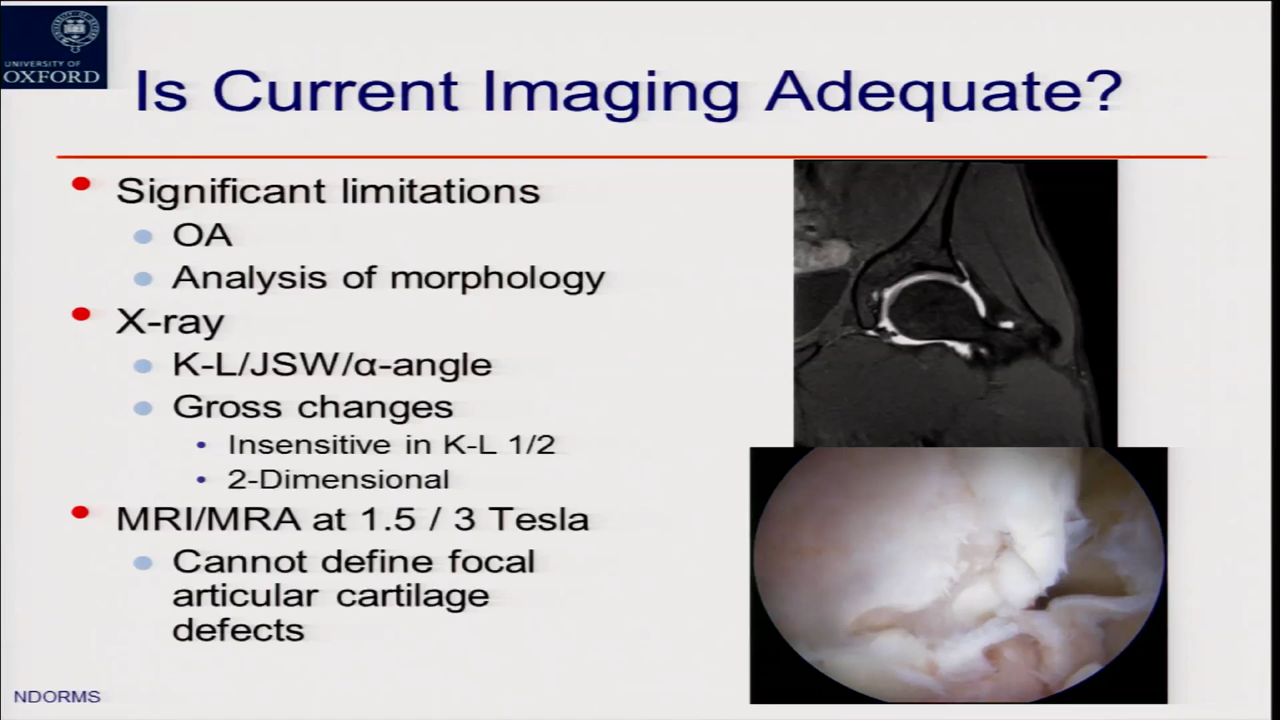 UNIVERSITY OF
OXFORD
Is Current Imaging Adequate?
Significant limitations
OA
Analysis of morphology
X-ray
K-L/JSW/α-angle
Gross changes
Insensitive in K-L 1/2
2-Dimensional
MRI/MRA at 1.5 / 3 Tesla
Cannot define focal
articular cartilage
defects
NDORMS